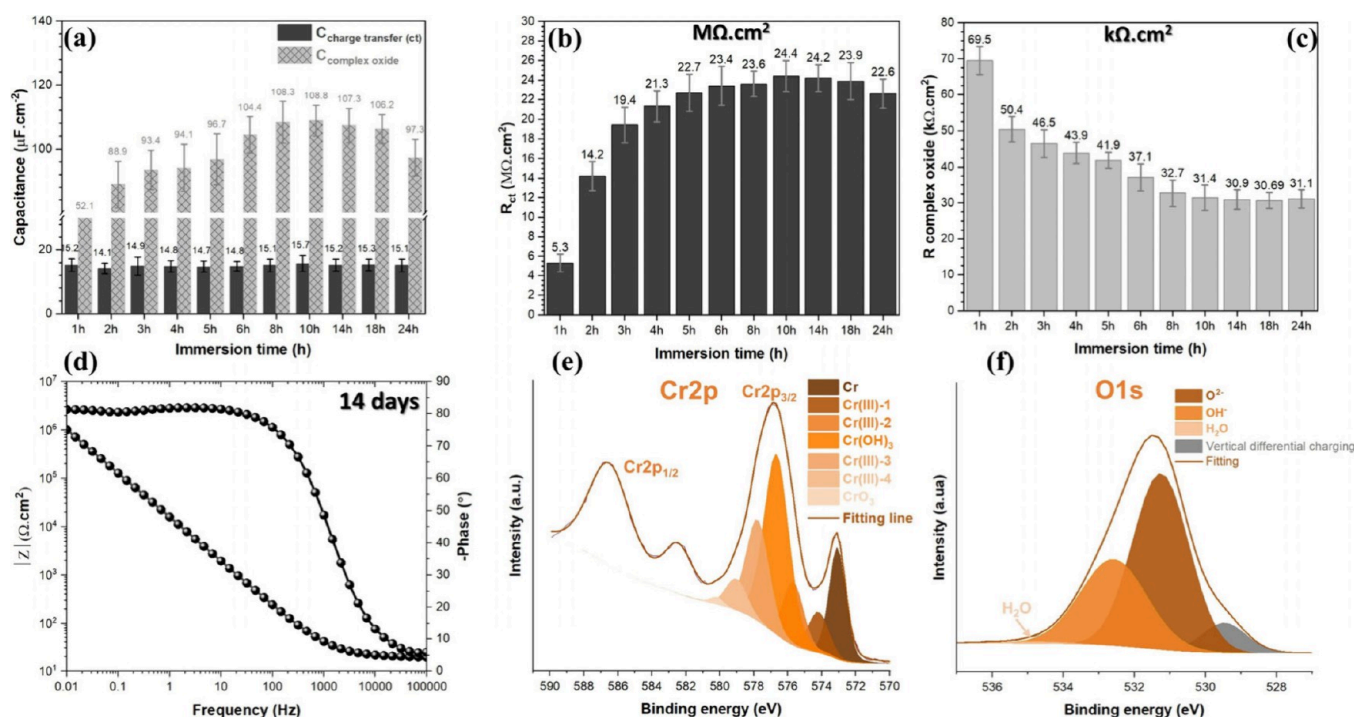 (a)
C charge transfer (ct)
C complex oxide
Capacitance (µF.cm-2)
140
120
100
20
0
52.1
88.9
93.4
94.1
96.7
104.4
108.3
108.8
107.3
106.2
97.3
15.2
14.1
14.9
14.8
14.7
14.8
15.1
15.7
15.2
15.3
15.1
1h 2h 3h 4h 5h 6h 8h 10h 14h 18h 24h
Immersion time (h)
(b)
MΩ.cm²
Rct (MΩ.cm²)
30
28
26
24
22
20
18
16
14
12
10
8
6
4
2
0
5.3
14.2
19.4
21.3
22.7
23.4
23.6
24.4
24.2
23.9
22.6
1h 2h 3h 4h 5h 6h 8h 10h 14h 18h 24h
Immersion time (h)
kΩ.cm²
(c)
R complex oxide (kΩ.cm²)
80
70
60
50
40
30
20
10
0
69.5
50.4
46.5
43.9
41.9
37.1
32.7
31.4
30.9
30.69
31.1
1h 2h 3h 4h 5h 6h 8h 10h 14h 18h 24h
Immersion time (h)
(d)
14 days
|Z| (Ω.cm²)
10⁷
10⁶
10⁵
10⁴
10³
10²
10¹
-Phase (°)
90
80
70
60
50
40
30
20
10
0
0.01 0.1 1 10 100 1000 10000 100000
Frequency (Hz)
(e)
Cr2p
Cr2p1/2
Cr2p3/2
Cr
Cr(III)-1
Cr(III)-2
Cr(OH)₃
Cr(III)-3
Cr(III)-4
CrO₃
Fitting line
Intensity (a.u.)
590 588 586 584 582 580 578 576 574 572 570
Binding energy (eV)
(f)
O1s
O²⁻
OH⁻
H₂O
Vertical differential charging
Fitting
H₂O
Intensity (a.ua)
536 534 532 531 529 527
Binding energy (eV)